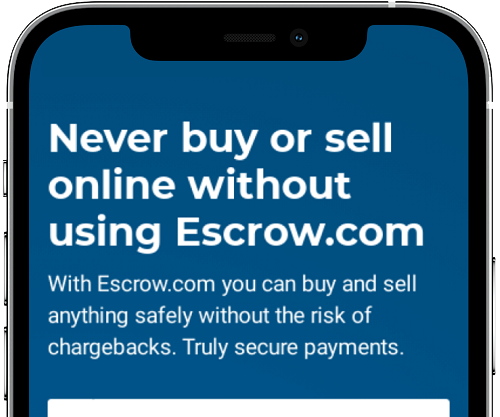 Never buy or sell
online without
using Escrow.com
With Escrow.com you can buy and sell
anything safely without the risk of
chargebacks. Truly secure payments.